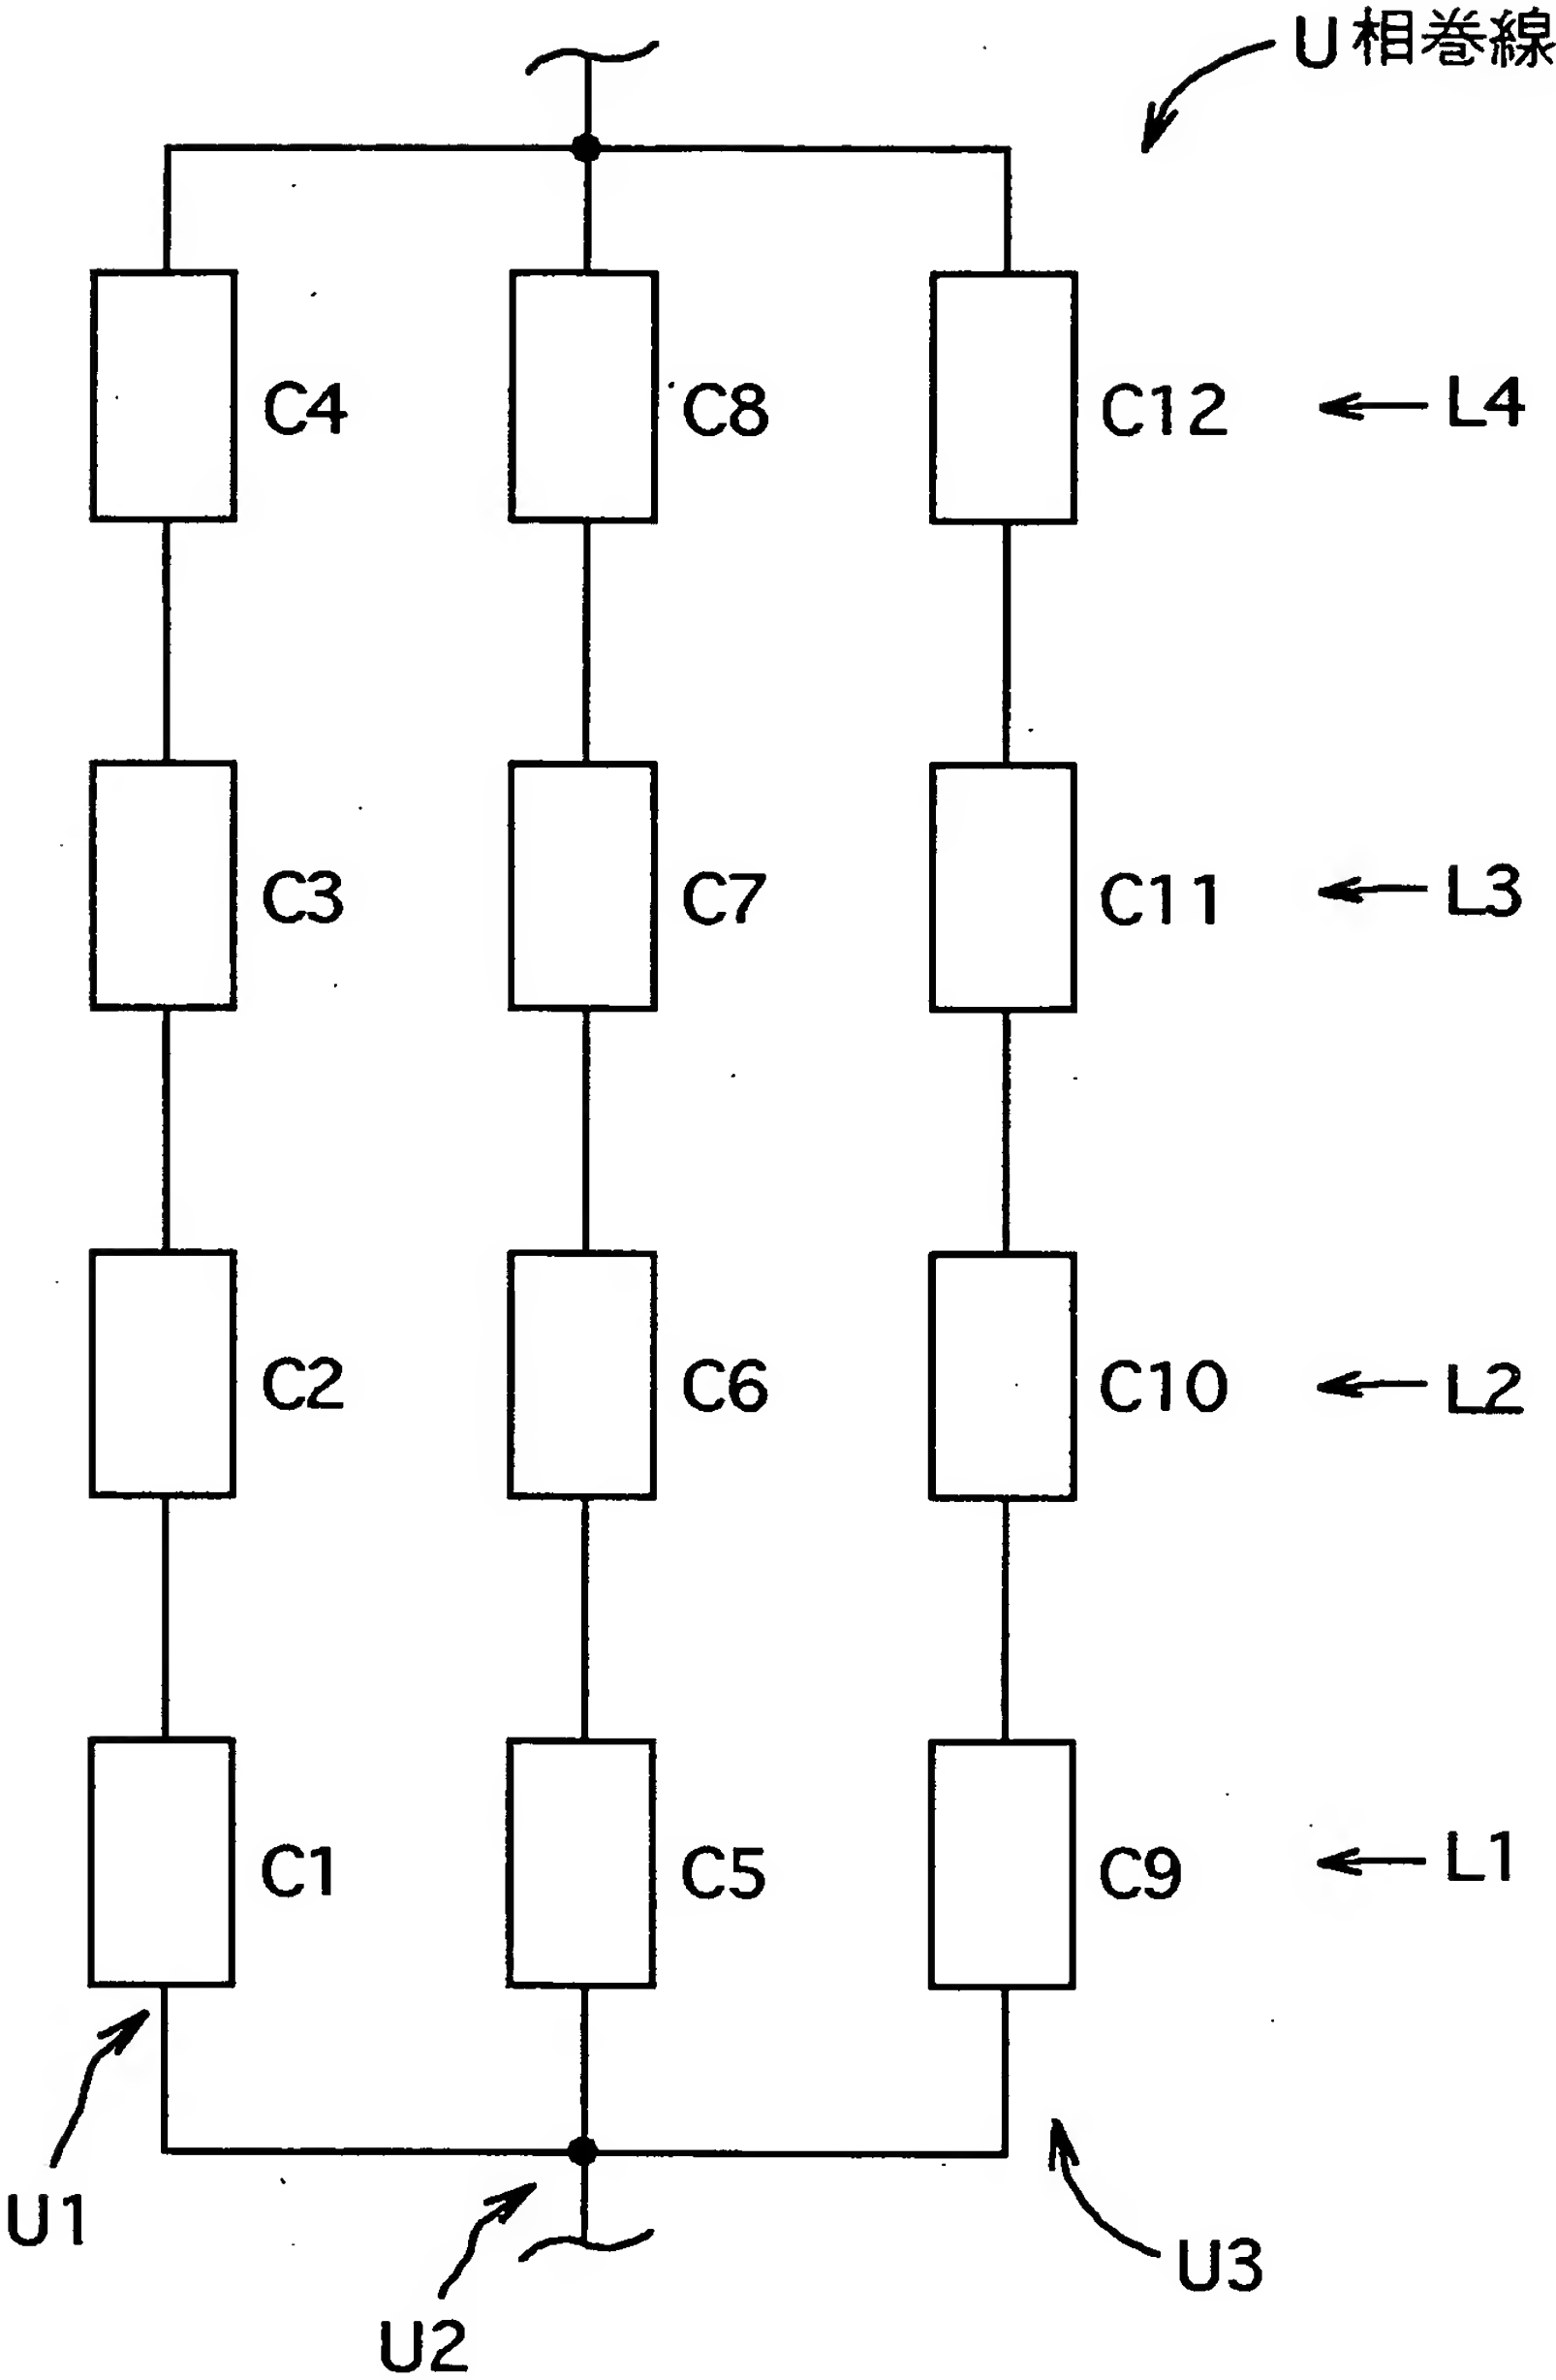 U相巻線
C4 C8 C12 L4
C3 C7 C11 L3
C2 C6 C10 L2
C1 C5 C9 L1
U1
U2
U3